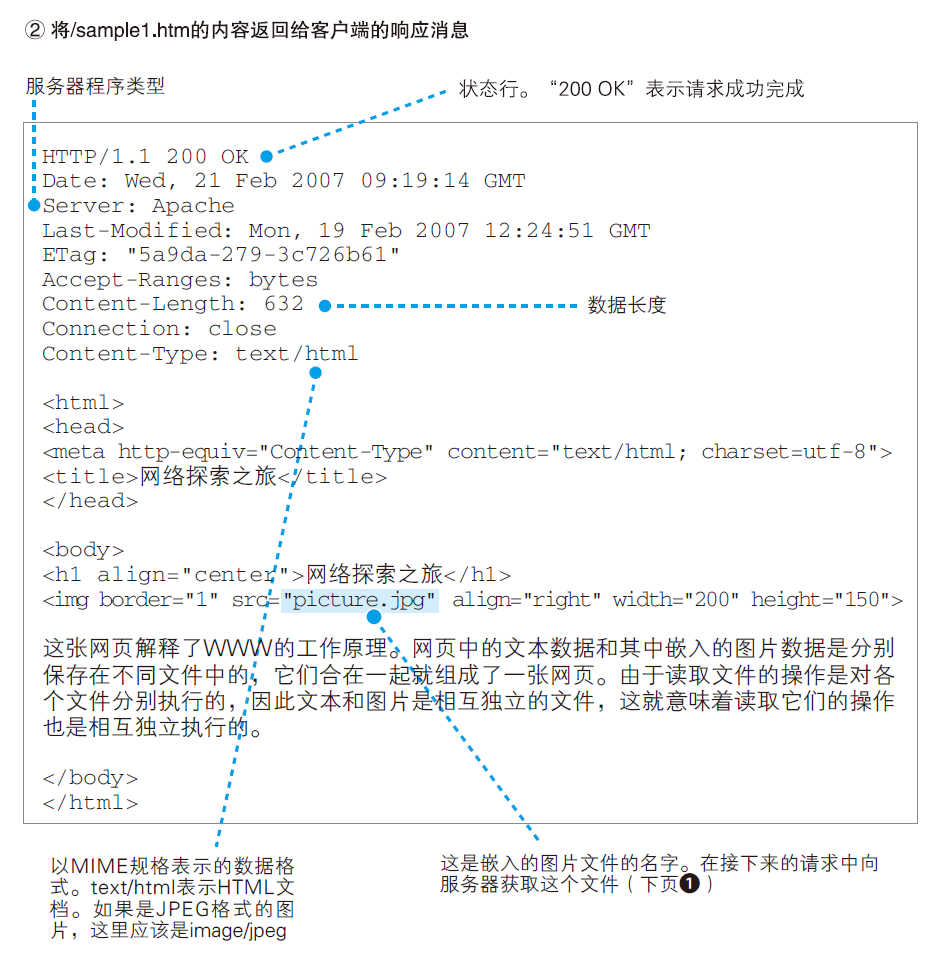 ② 将/sample1.htm的内容返回给客户端的响应消息
服务器程序类型
状态行。“200 OK”表示请求成功完成
HTTP/1.1 200 OK
Date: Wed, 21 Feb 2007 09:19:14 GMT
Server: Apache
Last-Modified: Mon, 19 Feb 2007 12:24:51 GMT
ETag: "5a9da-279-3c726b61"
Accept-Ranges: bytes
Content-Length: 632
数据长度
Connection: close
Content-Type: text/html
<html>
<head>
<meta http-equiv="Content-Type" content="text/html; charset=utf-8">
<title>网络探索之旅</title>
</head>
<body>
<h1 align="center">网络探索之旅</h1>
<img border="1" src="picture.jpg" align="right" width="200" height="150">
这张网页解释了WWW的工作原理。网页中的文本数据和其中嵌入的图片数据是分别
保存在不同文件中的，它们合在一起就组成了一张网页。由于读取文件的操作是对各
个文件分别执行的，因此文本和图片是相互独立的文件，这就意味着读取它们的操作
也是相互独立执行的。
</body>
</html>
以MIME规格表示的数据格
式。text/html表示HTML文
档。如果是JPEG格式的图
片，这里应该是image/jpeg
这是嵌入的图片文件的名字。在接下来的请求中向
服务器获取这个文件（下页❶）